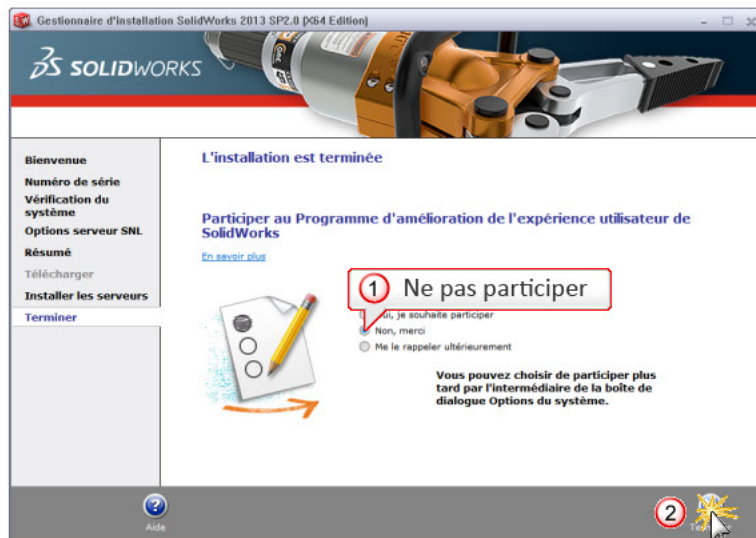 Gestionnaire d'installation SolidWorks 2013 SP2.0 (X64 Edition)
SOLIDWORKS
Bienvenue
Numéro de série
Vérification du
système
Options serveur SNL
Résumé
Télécharger
Installer les serveurs
Terminer
L'installation est terminée
Participer au Programme d'amélioration de l'expérience utilisateur de
SolidWorks
En savoir plus
1 Ne pas participer
je souhaite participer
Non, merci
Me le rappeler ultérieurement
Vous pouvez choisir de participer plus
tard par l'intermédiaire de la boîte de
dialogue Options du système.
Aide
2